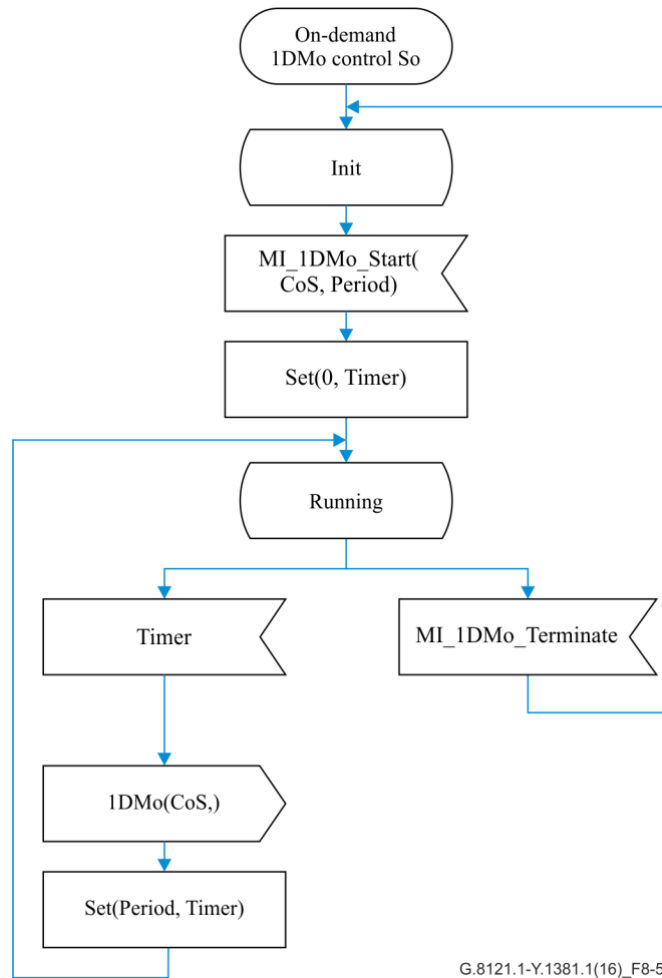 On-demand
1DMo control So
Init
MI_1DMo_Start(
CoS, Period)
Set(0, Timer)
Running
Timer
MI_1DMo_Terminate
1DMo(CoS,)
Set(Period, Timer)
G.8121.1-Y.1381.1(16)_F8-5